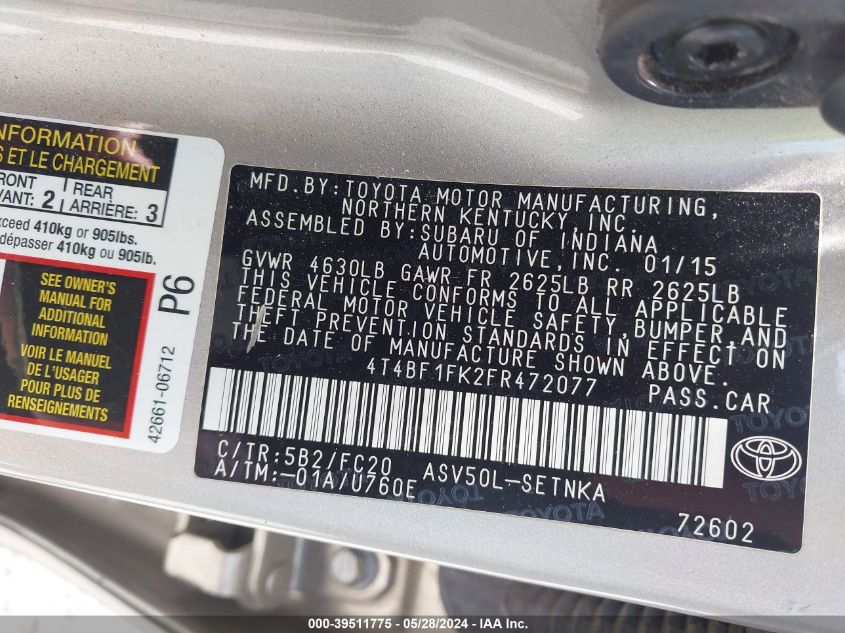 NFORMATION
S ET LE CHARGEMENT
FRONT
VANT: 2
REAR
ARRIÈRE: 3
xceed 410kg or 905lbs.
dépasser 410kg ou 905lb.
SEE OWNER'S
MANUAL FOR
ADDITIONAL
INFORMATION
VOIR LE MANUEL
DE L'USAGER
POUR PLUS DE
RENSEIGNEMENTS
P6
42661-06712
MFD.BY:TOYOTA MOTOR MANUFACTURING,
NORTHERN KENTUCKY,INC.
ASSEMBLED BY:SUBARU OF INDIANA
AUTOMOTIVE,INC. 01/15
GVWR 4630LB GAWR FR 2625LB RR 2625LB
THIS VEHICLE CONFORMS TO ALL APPLICABLE
FEDERAL MOTOR VEHICLE SAFETY,BUMPER,AND
THEFT PREVENTION STANDARDS IN EFFECT ON
THE DATE OF MANUFACTURE SHOWN ABOVE.
4T4BF1FK2FR472077 PASS.CAR
C/TR:5B2/FC20 ASV50L-SETNKA
A/TM:-01A/U760E
72602
TOYOTA
000-39511775 - 05/28/2024 - IAA Inc.